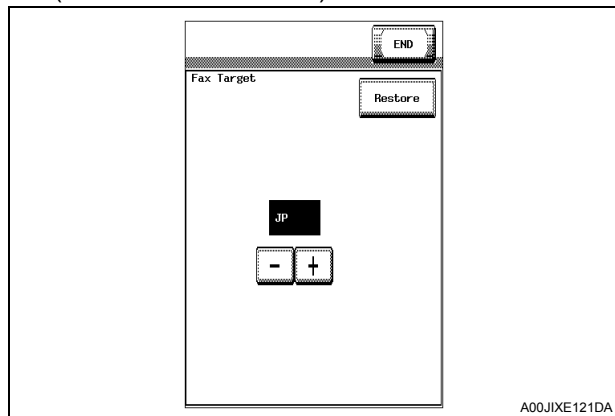 END
Fax Target
Restore
JP
- +
A00JIXE121DA